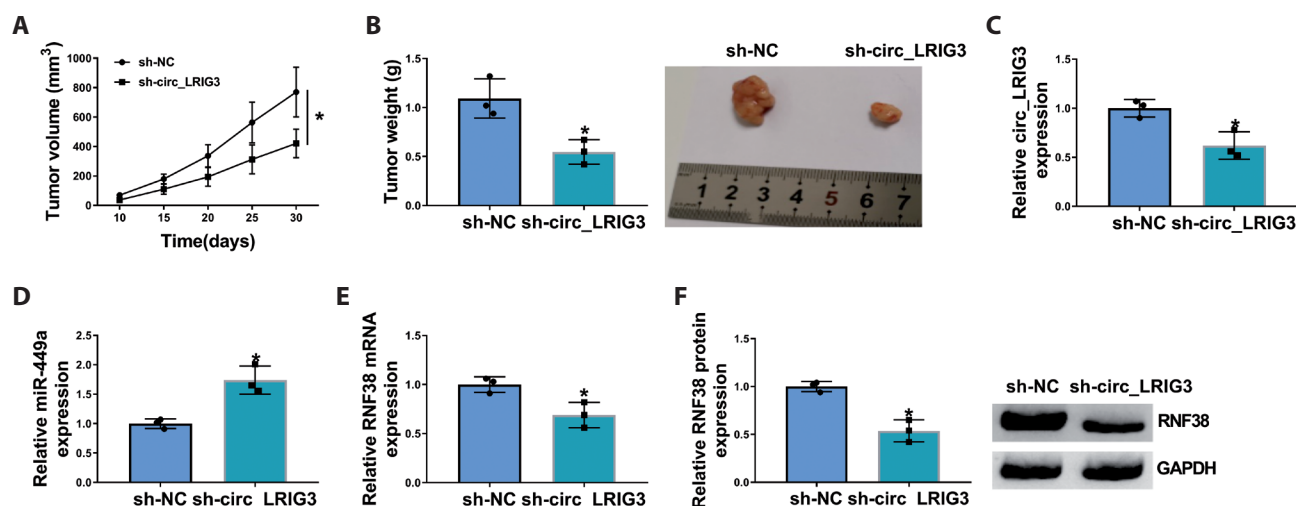 A
Tumor volume (mm³)
1000
800
600
400
200
0
sh-NC
sh-circ_LRIG3
*
10 15 20 25 30
Time(days)
B
Tumor weight (g)
1.5
1.0
0.5
0.0
*
sh-NC sh-circ_LRIG3
sh-NC sh-circ_LRIG3
1 2 3 4 5 6 7
C
Relative circ_LRIG3
expression
1.5
1.0
0.5
0.0
*
sh-NC sh-circ_LRIG3
D
Relative miR-449a
expression
2.5
2.0
1.5
1.0
0.5
0.0
*
sh-NC sh-circ_LRIG3
E
Relative RNF38 mRNA
expression
1.5
1.0
0.5
0.0
*
sh-NC sh-circ_LRIG3
F
Relative RNF38 protein
expression
1.5
1.0
0.5
0.0
*
sh-NC sh-circ_LRIG3
sh-NC sh-circ_LRIG3
RNF38
GAPDH